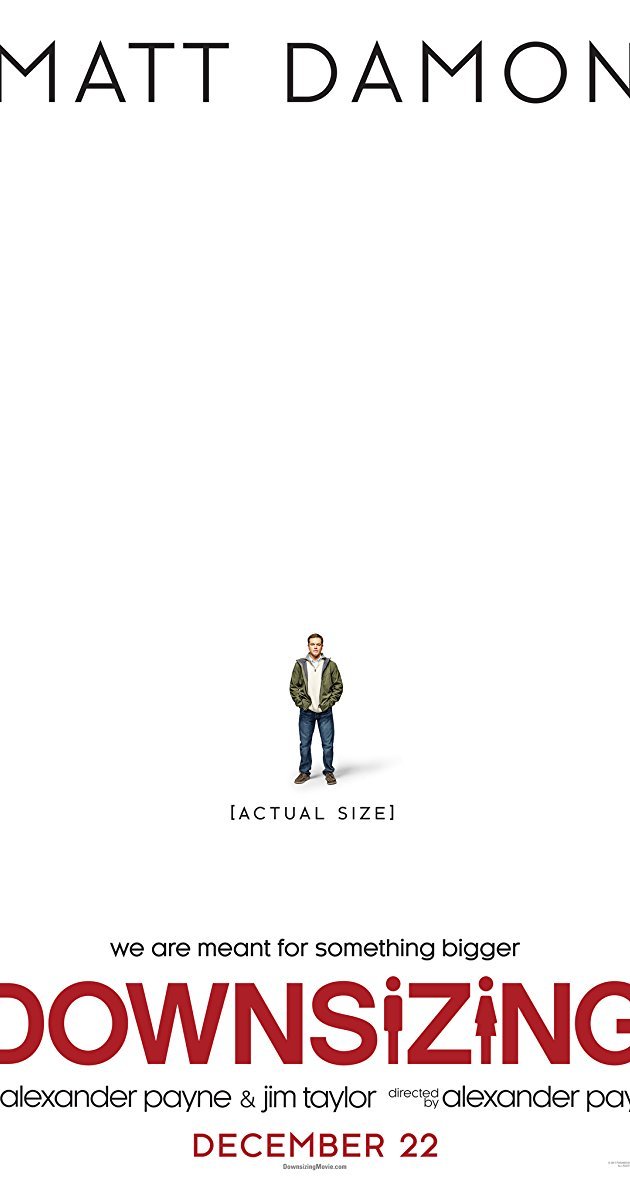 MATT DAMON
[ACTUAL SIZE]
we are meant for something bigger
DOWNSiZiNG
alexander payne & jim taylor directed by alexander pay
DECEMBER 22
DownsizingMovie.com